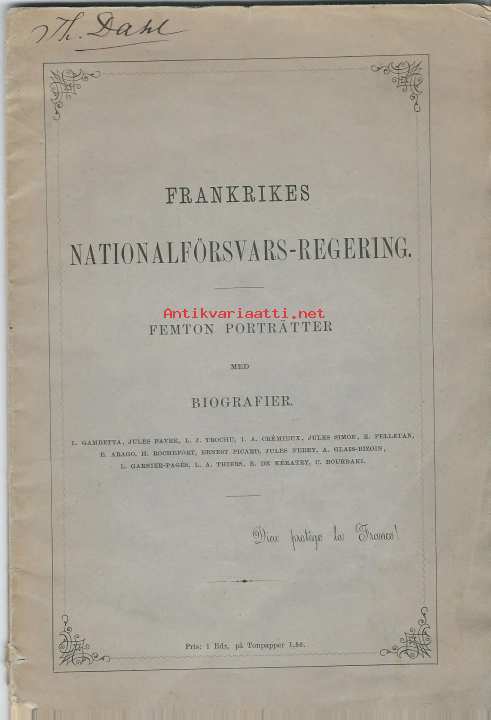 Th. Dahl
FRANKRIKES
NATIONALFÖRSVARS-REGERING.
Antikvariaatti.net
FEMTON PORTRÄTTER
MED
BIOGRAFIER.
L. GAMBETTA, JULES FAVRE, L. J. TROCHU, I. A. CRÉMIEUX, JULES SIMON, E. PELLETAN,
E. ARAGO, H. ROCHEFORT, ERNEST PICARD, JULES FERRY, A. GLAIS-BIZOIN,
L. GARNIER-PAGÈS, L. A. THIERS, E. DE KÉRATRY, C. BOURBAKI.
Dieu protège la France!
Pris: 1 Rdr, på Tonpapper 1,50.